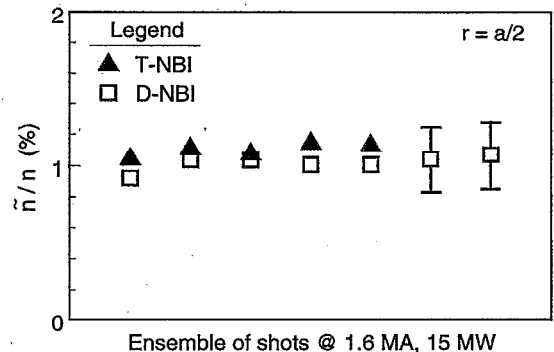 2
Legend
r = a/2
▲ T-NBI
□ D-NBI
ñ / n (%)
1
0
Ensemble of shots @ 1.6 MA, 15 MW